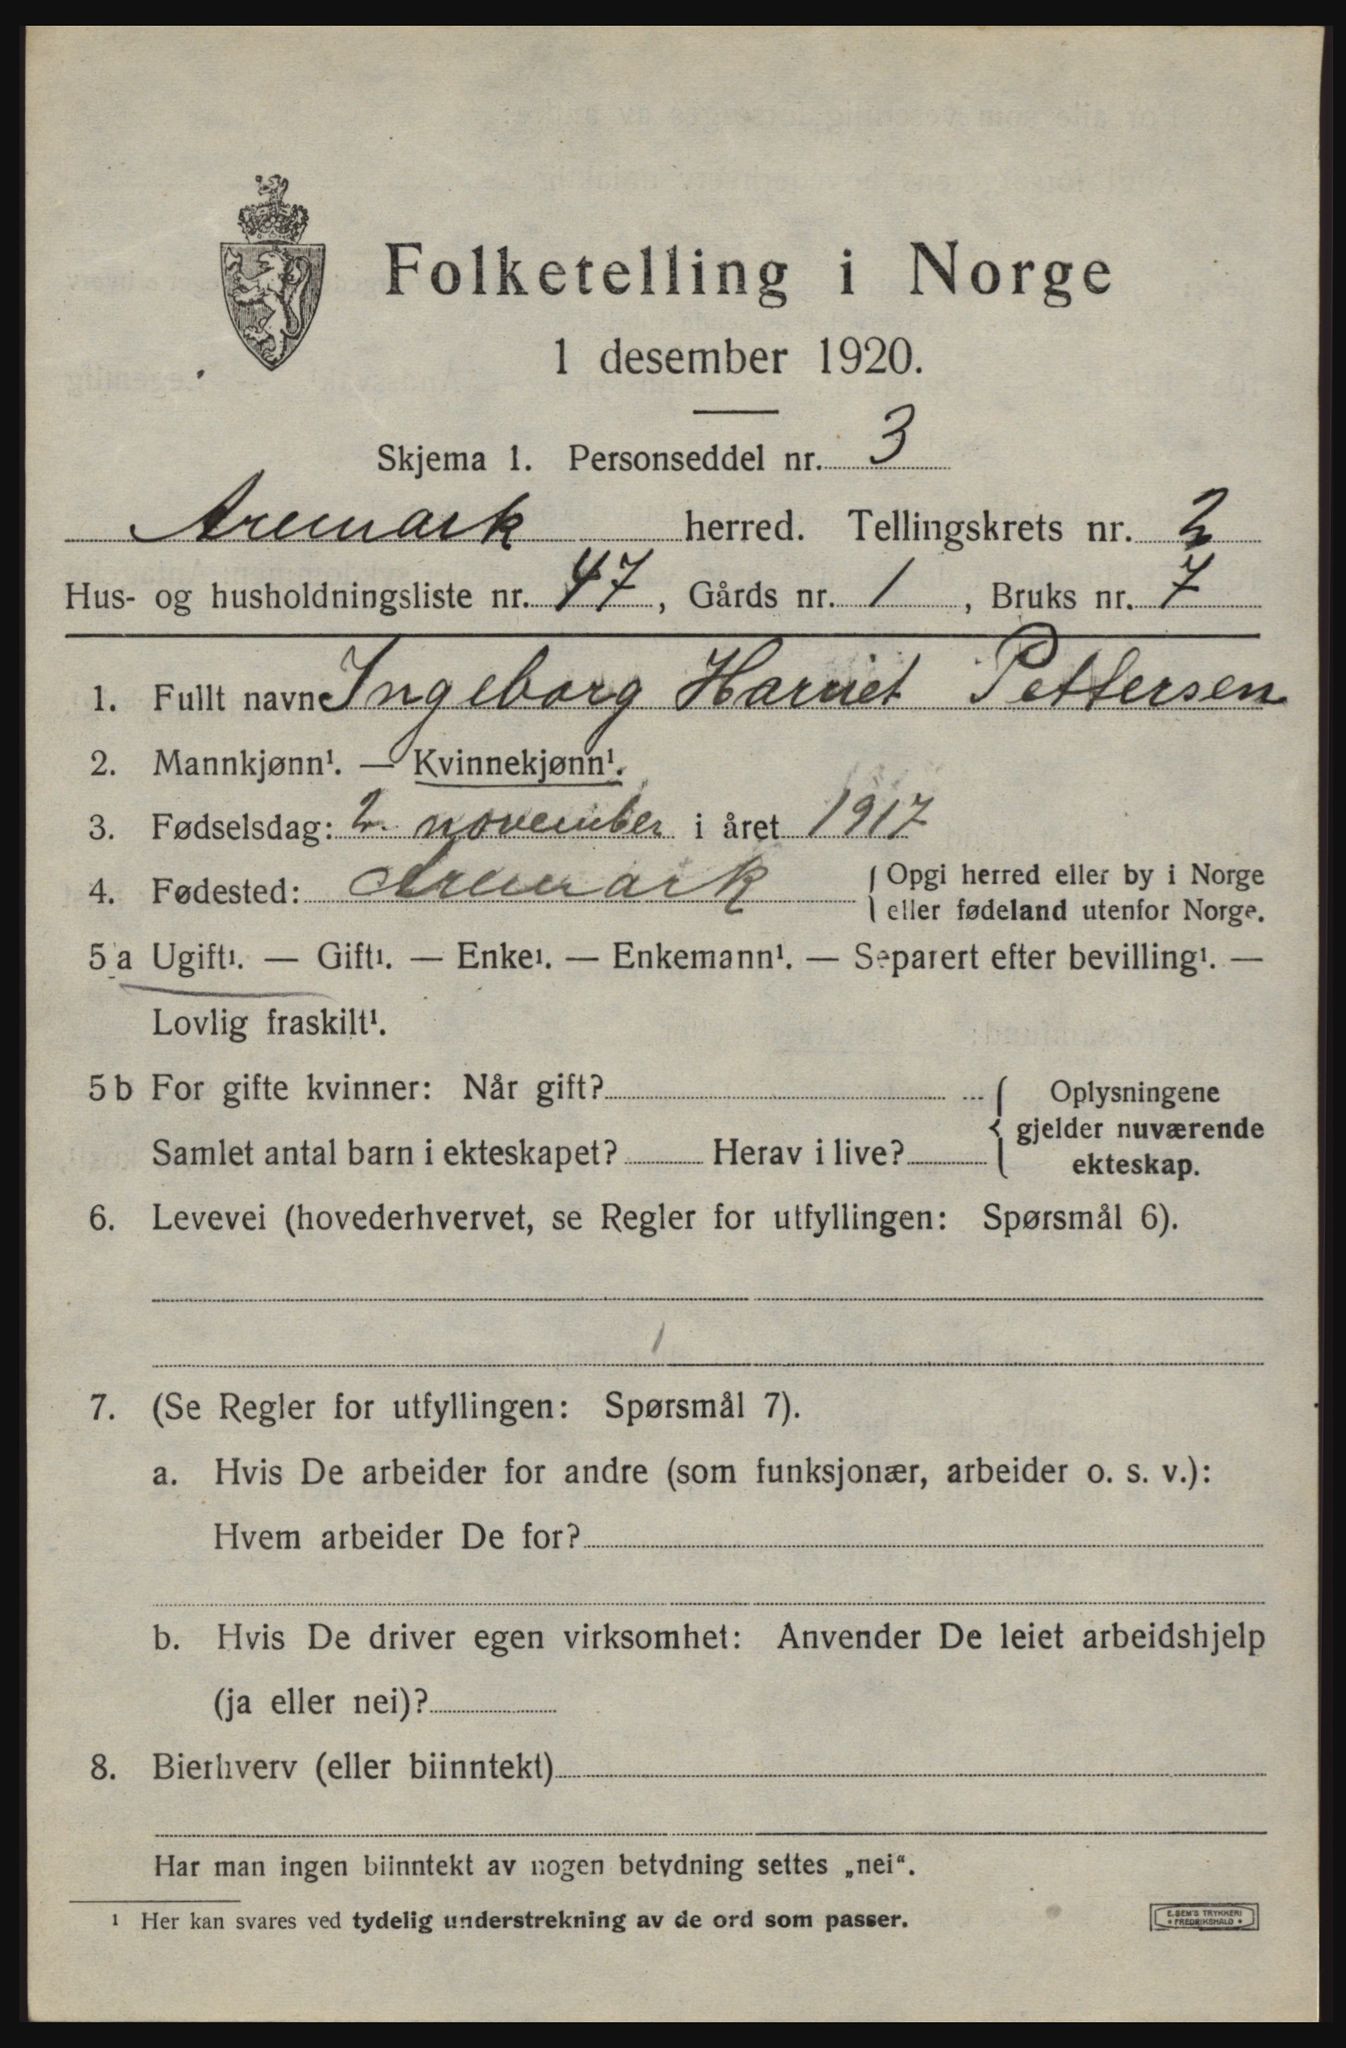 Folketelling i Norge
1 desember 1920.
Skjema 1. Personseddel nr. 3
Aremark herred. Tellingskrets nr. 2
Hus- og husholdningsliste nr. 47, Gårds nr. 1, Bruks nr. 7
1. Fullt navn Ingeborg Harriet Pettersen
2. Mannkjønn¹. — Kvinnekjønn¹.
3. Fødselsdag: 2. november i året 1917
4. Fødested: Aremark { Opgi herred eller by i Norge
eller fødeland utenfor Norge.
5 a Ugift¹. — Gift¹. — Enke¹. — Enkemann¹. — Separert efter bevilling¹. —
Lovlig fraskilt¹.
5 b For gifte kvinner: Når gift? ... { Oplysningene
gjelder nuværende
Samlet antal barn i ekteskapet? Herav i live?
ekteskap.
6. Levevei (hovederhvervet, se Regler for utfyllingen: Spørsmål 6).
7. (Se Regler for utfyllingen: Spørsmål 7).
a. Hvis De arbeider for andre (som funksjonær, arbeider o. s. v.):
Hvem arbeider De for?
b. Hvis De driver egen virksomhet: Anvender De leiet arbeidshjelp
(ja eller nei)?
8. Bierhverv (eller biinntekt)
Har man ingen biinntekt av nogen betydning settes „nei“.
¹ Her kan svares ved tydelig understrekning av de ord som passer.
E. SEM'S TRYKKERI
• FREDRIKSHALD •